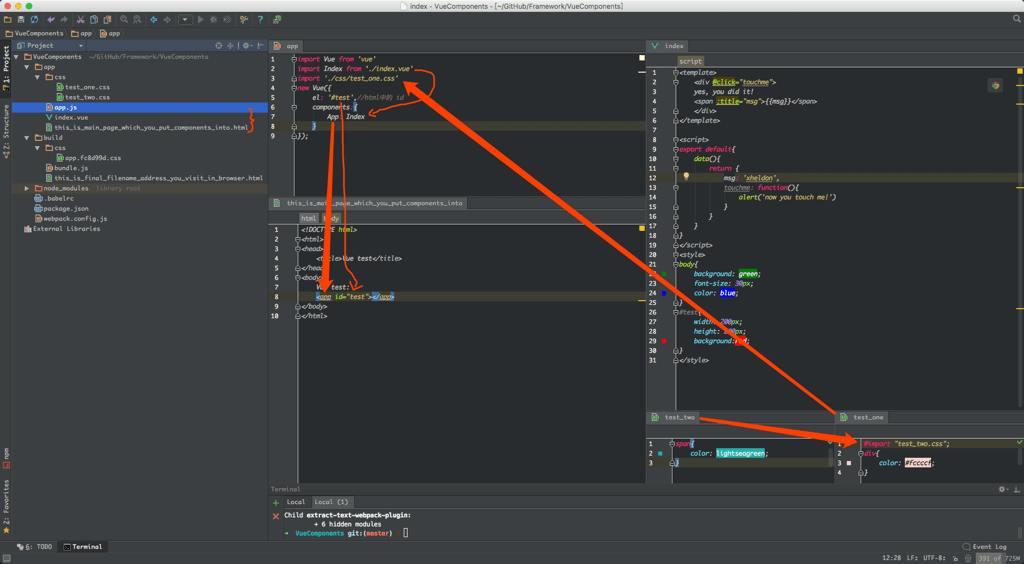 index - VueComponents - [~/GitHub/Framework/VueComponents]
VueComponents app app
1: Project
Z: Structure
npm
2: Favorites
Project
VueComponents ~/GitHub/Framework/VueComponents
app
css
test_one.css
test_two.css
app.js
index.vue
this_is_main_page_which_you_put_components_into.html
build
css
app.fc8d99d.css
bundle.js
this_is_final_filename_address_you_visit_in_browser.html
node_modules library root
.babelrc
package.json
webpack.config.js
External Libraries
app
1 import Vue from 'vue'
2 import Index from './index.vue'
3 import './css/test_one.css'
4 new Vue({
5 el: '#test',//html中的 id
6 components:{
7 App: Index
8 }
9 });
this_is_main_page_which_you_put_components_into
html body
1 <!DOCTYPE html>
2 <html>
3 <head>
4 <title>Vue test</title>
5 </head>
6 <body>
7 Vue test:
8 <app id="test"></app>
9 </body>
10 </html>
index
script
1 <template>
2 <div @click="touchme">
3 yes, you did it!
4 <span :title="msg">{{msg}}</span>
5 </div>
6 </template>
7
8 <script>
9 export default{
10 data(){
11 return {
12 msg: 'xheldon',
13 touchme: function(){
14 alert('now you touch me!')
15 }
16 }
17 }
18 }
19 </script>
20 <style>
21 body{
22 background: green;
23 font-size: 30px;
24 color: blue;
25 }
26 #test{
27 width: 200px;
28 height: 200px;
29 background:red;
30 }
31 </style>
test_two
1 span{
2 color: lightseagreen;
3 }
test_one
1 @import "test_two.css";
2 div{
3 color: #fccccf;
4 }
Terminal
Local Local (1)
Child extract-text-webpack-plugin:
+ 6 hidden modules
➜ VueComponents git:(master)
6: TODO Terminal Event Log
12:28 LF: UTF-8: 391 of 725M